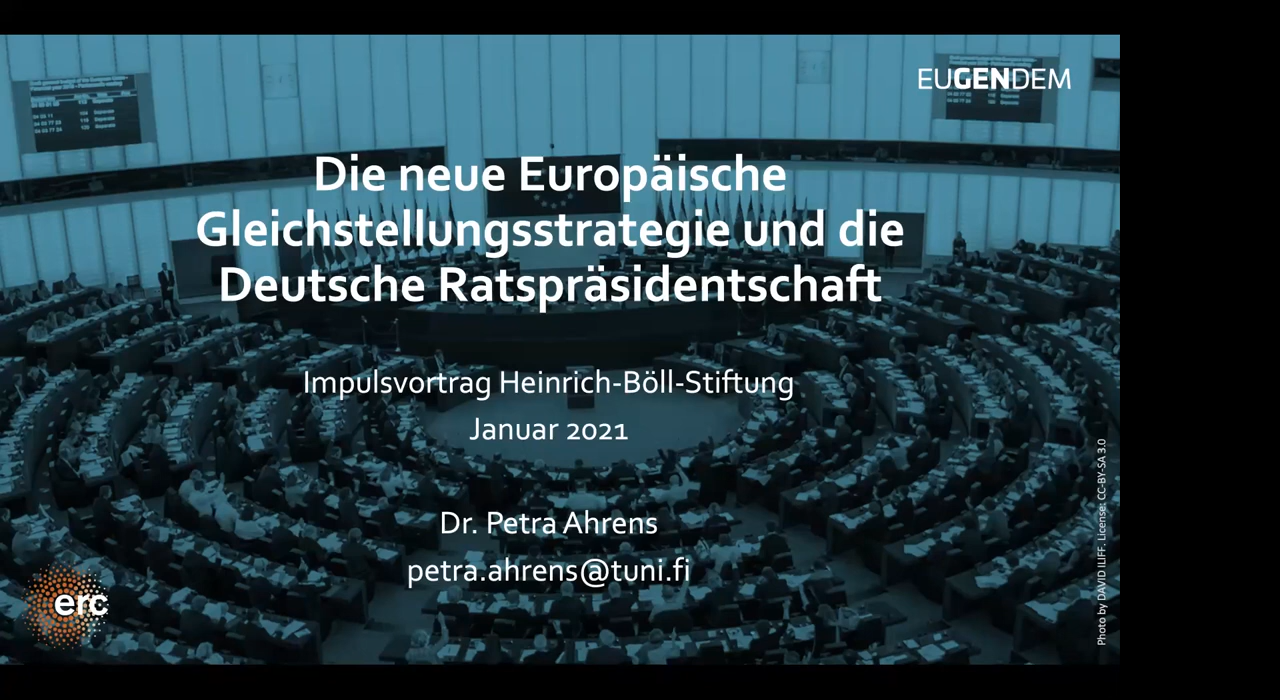 EUGENDEM
Die neue Europäische
Gleichstellungsstrategie und die
Deutsche Ratspräsidentschaft
Impulsvortrag Heinrich-Böll-Stiftung
Januar 2021
Dr. Petra Ahrens
petra.ahrens@tuni.fi
erc
Photo by DAVID ILIFF. License: CC-BY-SA 3.0